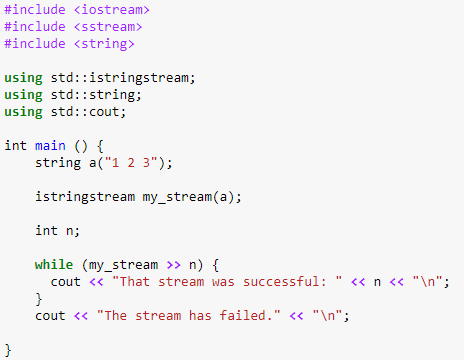 #include <iostream>
#include <sstream>
#include <string>

using std::istringstream;
using std::string;
using std::cout;

int main () {
    string a("1 2 3");

    istringstream my_stream(a);

    int n;

    while (my_stream >> n) {
      cout << "That stream was successful: " << n << "\n";
    }
    cout << "The stream has failed." << "\n";

}